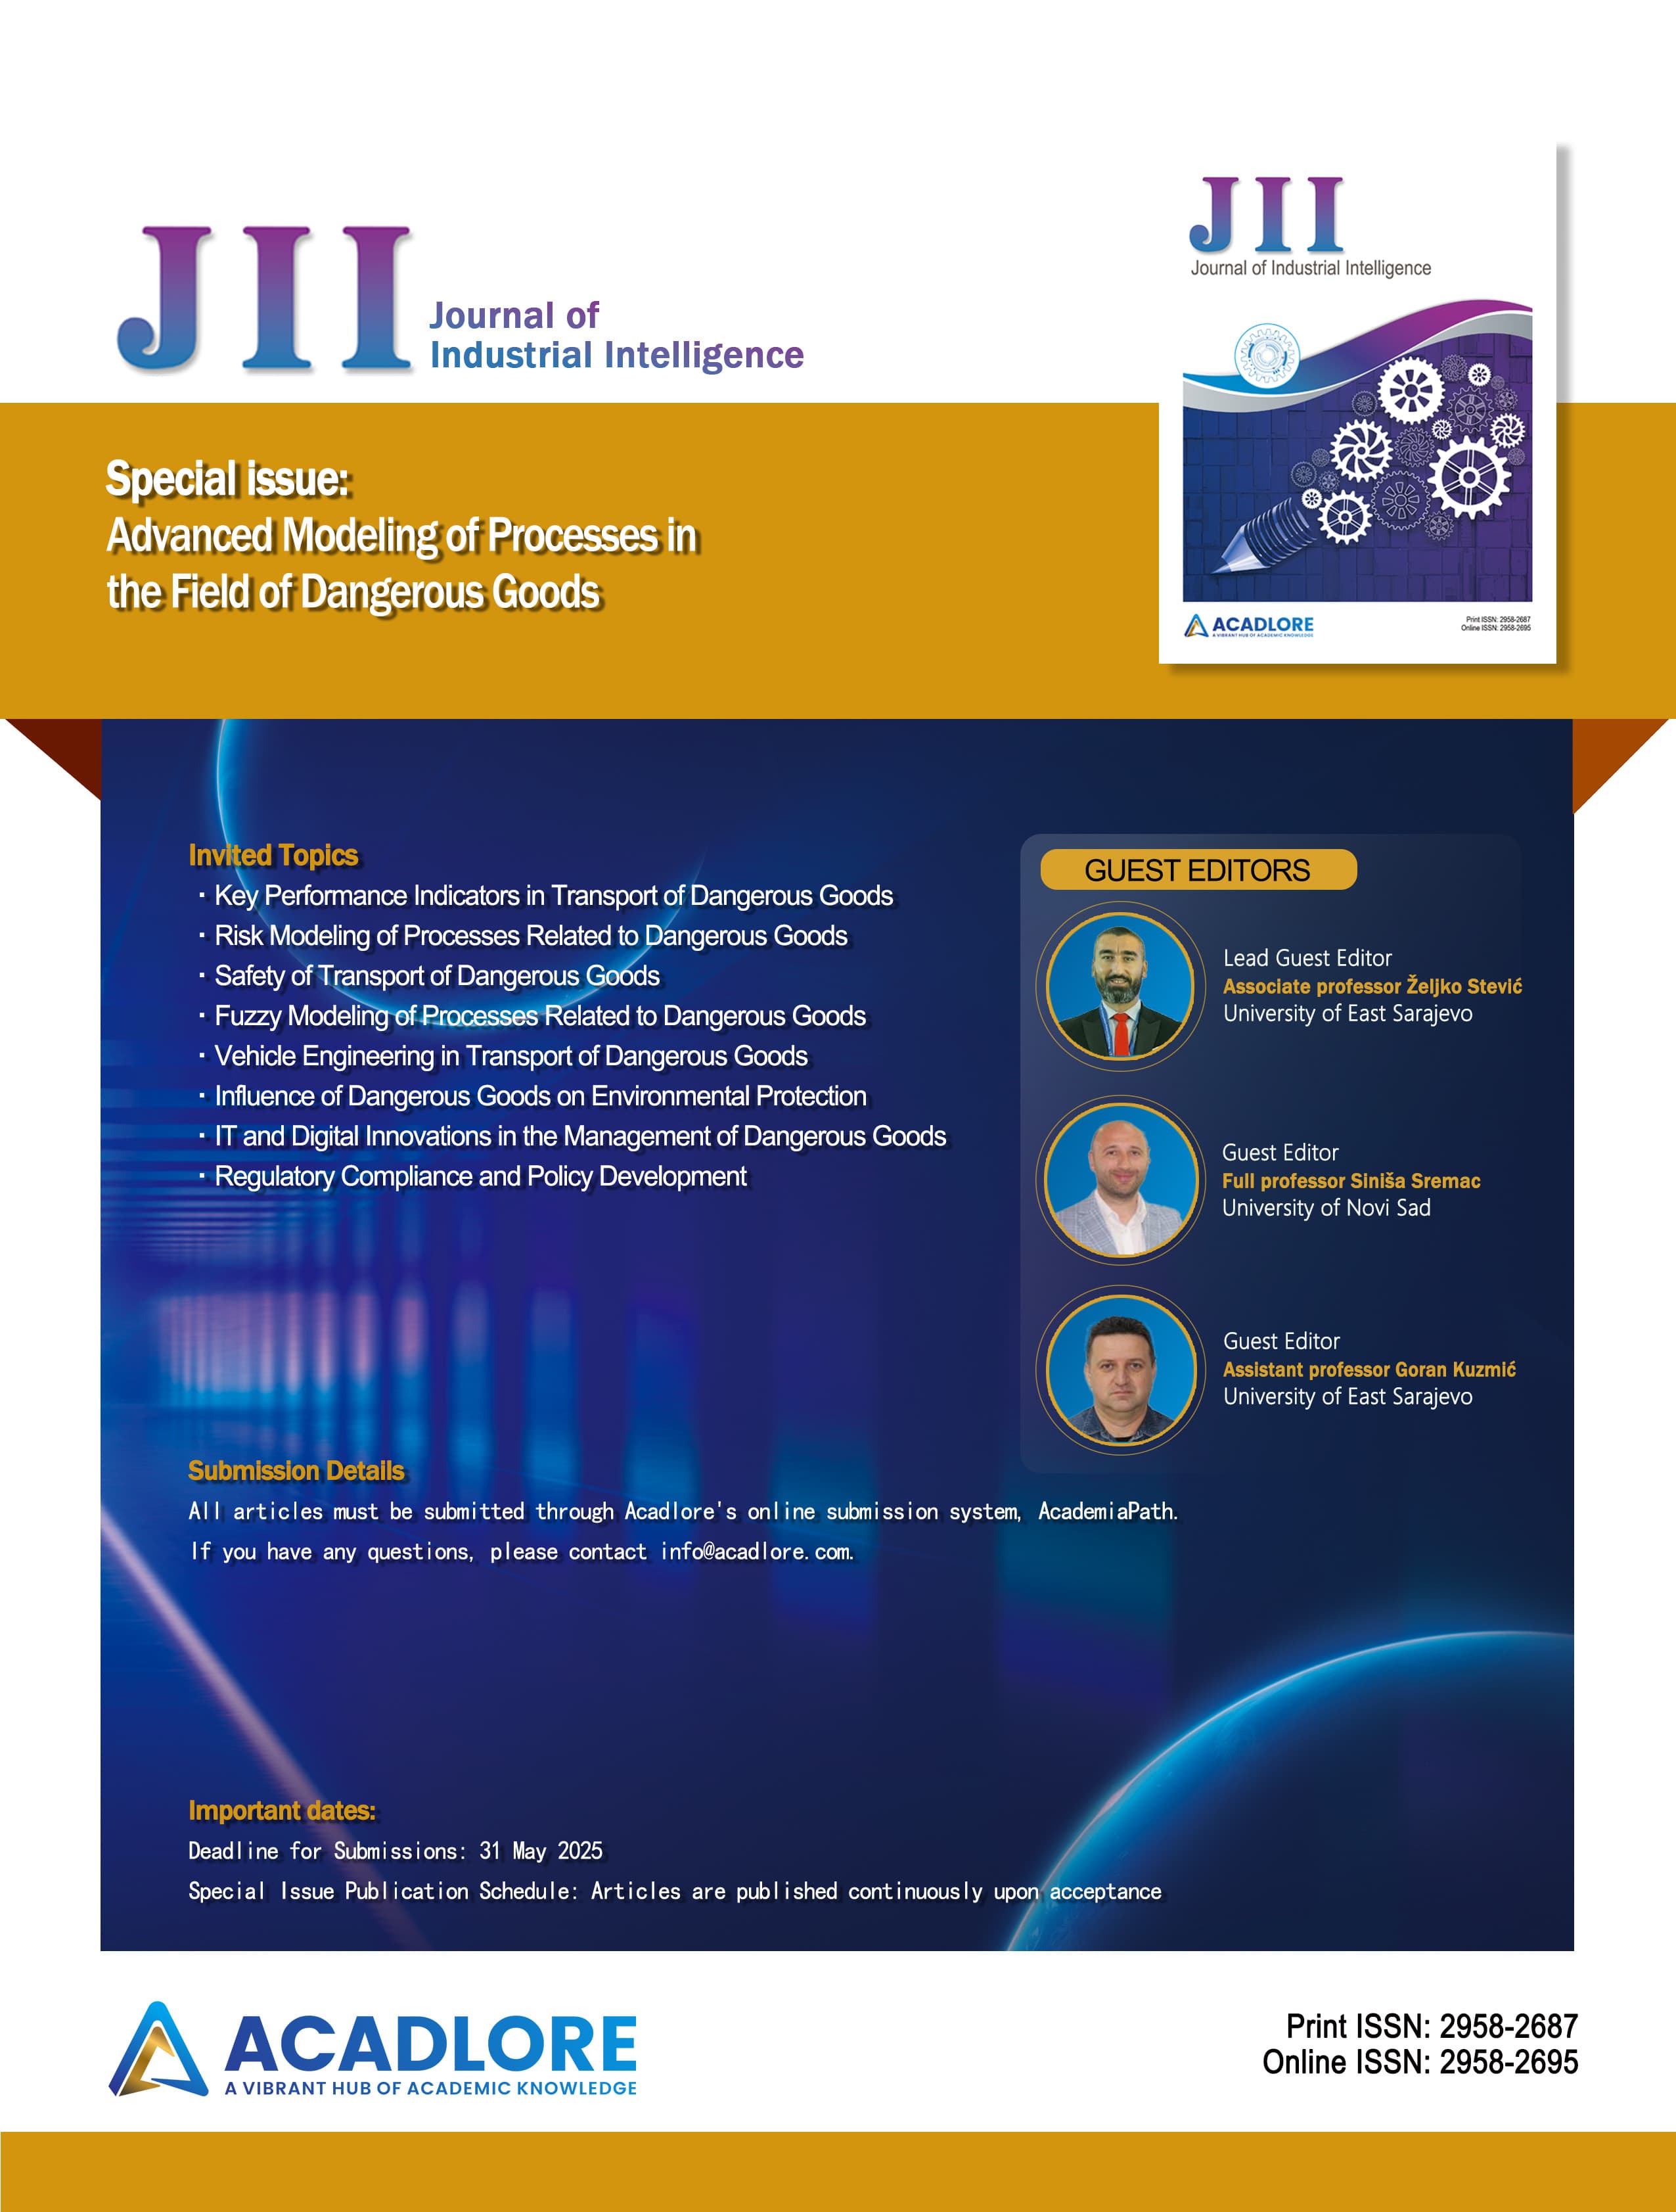 JII
Journal of
Industrial Intelligence
JII
Journal of Industrial Intelligence
ACADLORE
A VIBRANT HUB OF ACADEMIC KNOWLEDGE
Print ISSN: 2958-2687
Online ISSN: 2958-2695
Special issue:
Advanced Modeling of Processes in
the Field of Dangerous Goods
Invited Topics
· Key Performance Indicators in Transport of Dangerous Goods
· Risk Modeling of Processes Related to Dangerous Goods
· Safety of Transport of Dangerous Goods
· Fuzzy Modeling of Processes Related to Dangerous Goods
· Vehicle Engineering in Transport of Dangerous Goods
· Influence of Dangerous Goods on Environmental Protection
· IT and Digital Innovations in the Management of Dangerous Goods
· Regulatory Compliance and Policy Development
GUEST EDITORS
Lead Guest Editor
Associate professor Željko Stević
University of East Sarajevo
Guest Editor
Full professor Siniša Sremac
University of Novi Sad
Guest Editor
Assistant professor Goran Kuzmić
University of East Sarajevo
Submission Details
All articles must be submitted through Acadlore's online submission system, AcademiaPath.
If you have any questions, please contact info@acadlore.com.
Important dates:
Deadline for Submissions: 31 May 2025
Special Issue Publication Schedule: Articles are published continuously upon acceptance
ACADLORE
A VIBRANT HUB OF ACADEMIC KNOWLEDGE
Print ISSN: 2958-2687
Online ISSN: 2958-2695